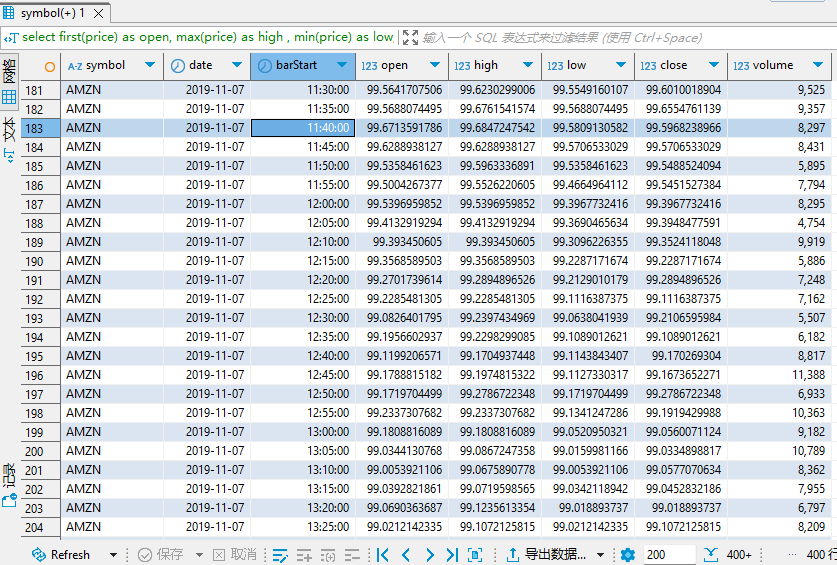 symbol(+) 1
select first(price) as open, max(price) as high , min(price) as low
输入一个 SQL 表达式来过滤结果 (使用 Ctrl+Space)
网格
文本
记录
A-Z symbol date barStart 123 open 123 high 123 low 123 close 123 volume
181 AMZN 2019-11-07 11:30:00 99.5641707506 99.6230299006 99.5549160107 99.6010018904 9,525
182 AMZN 2019-11-07 11:35:00 99.5688074495 99.6761541574 99.5688074495 99.6554761139 9,357
183 AMZN 2019-11-07 11:40:00 99.6713591786 99.6847247542 99.5809130582 99.5968238966 8,297
184 AMZN 2019-11-07 11:45:00 99.6288938127 99.6288938127 99.5706533029 99.5706533029 8,431
185 AMZN 2019-11-07 11:50:00 99.5358461623 99.5963336891 99.5358461623 99.5488524094 5,895
186 AMZN 2019-11-07 11:55:00 99.5004267377 99.5526220605 99.4664964112 99.5451527384 7,794
187 AMZN 2019-11-07 12:00:00 99.5396959852 99.5396959852 99.3967732416 99.3967732416 8,295
188 AMZN 2019-11-07 12:05:00 99.4132919294 99.4132919294 99.3690465634 99.3948477591 4,754
189 AMZN 2019-11-07 12:10:00 99.393450605 99.393450605 99.3096226355 99.3524118048 9,919
190 AMZN 2019-11-07 12:15:00 99.3568589503 99.3568589503 99.2287171674 99.2287171674 5,886
191 AMZN 2019-11-07 12:20:00 99.2701739614 99.2894896526 99.2129010179 99.2894896526 7,248
192 AMZN 2019-11-07 12:25:00 99.2285481305 99.2285481305 99.1116387375 99.1116387375 7,162
193 AMZN 2019-11-07 12:30:00 99.0826401795 99.2397434969 99.0638041939 99.2106595984 5,507
194 AMZN 2019-11-07 12:35:00 99.1956602937 99.2298299085 99.1089012621 99.1089012621 6,182
195 AMZN 2019-11-07 12:40:00 99.1199206571 99.1704937448 99.1143843407 99.170269304 8,817
196 AMZN 2019-11-07 12:45:00 99.1788815182 99.1974815322 99.1127330317 99.1673652271 11,388
197 AMZN 2019-11-07 12:50:00 99.1719704499 99.2786722348 99.1719704499 99.2786722348 6,933
198 AMZN 2019-11-07 12:55:00 99.2337307682 99.2337307682 99.1341247286 99.1919429988 10,363
199 AMZN 2019-11-07 13:00:00 99.1808816089 99.1808816089 99.0520950321 99.0560071124 9,182
200 AMZN 2019-11-07 13:05:00 99.0344130768 99.0867247358 99.0159981166 99.0334898817 10,789
201 AMZN 2019-11-07 13:10:00 99.0053921106 99.0675890778 99.0053921106 99.0577070634 8,362
202 AMZN 2019-11-07 13:15:00 99.0392821861 99.0719598565 99.0342118942 99.0453832186 7,955
203 AMZN 2019-11-07 13:20:00 99.0690363687 99.1235613354 99.018893737 99.018893737 6,797
204 AMZN 2019-11-07 13:25:00 99.0212142335 99.1072125815 99.0212142335 99.1072125815 8,209
Refresh 保存 取消 导出数据... 200 400+ ... 400 行